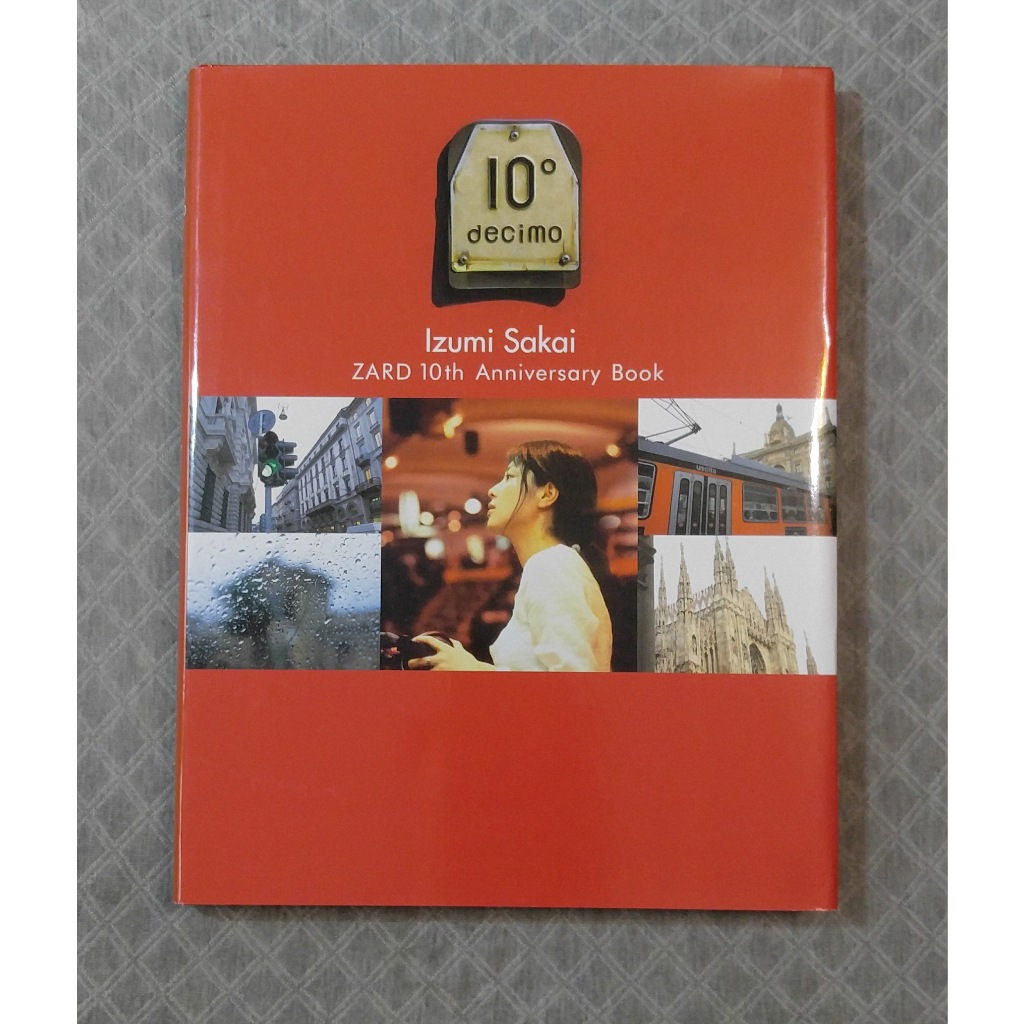 10°
decimo
Izumi Sakai
ZARD 10th Anniversary Book